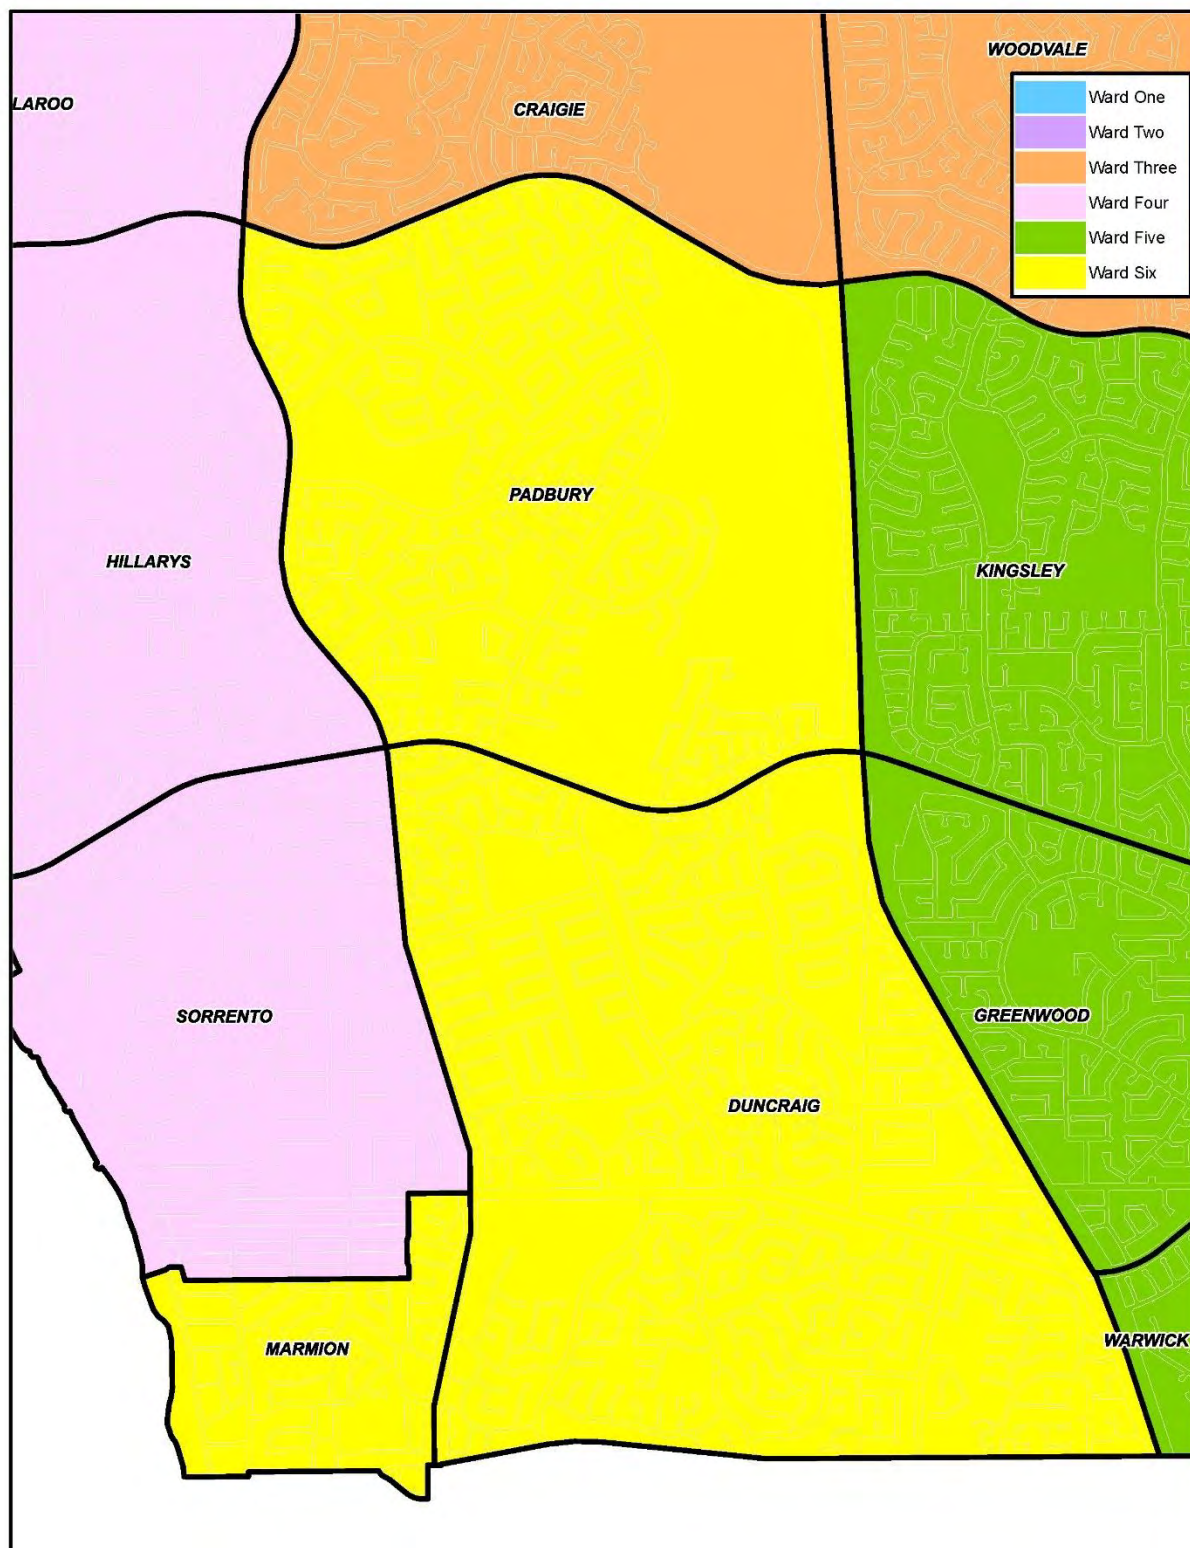 WOODVALE
LAROO
CRAIGIE
Ward One
Ward Two
Ward Three
Ward Four
Ward Five
Ward Six
PADBURY
HILLARYS
KINGSLEY
SORRENTO
GREENWOOD
DUNCRAIG
MARMION
WARWICK